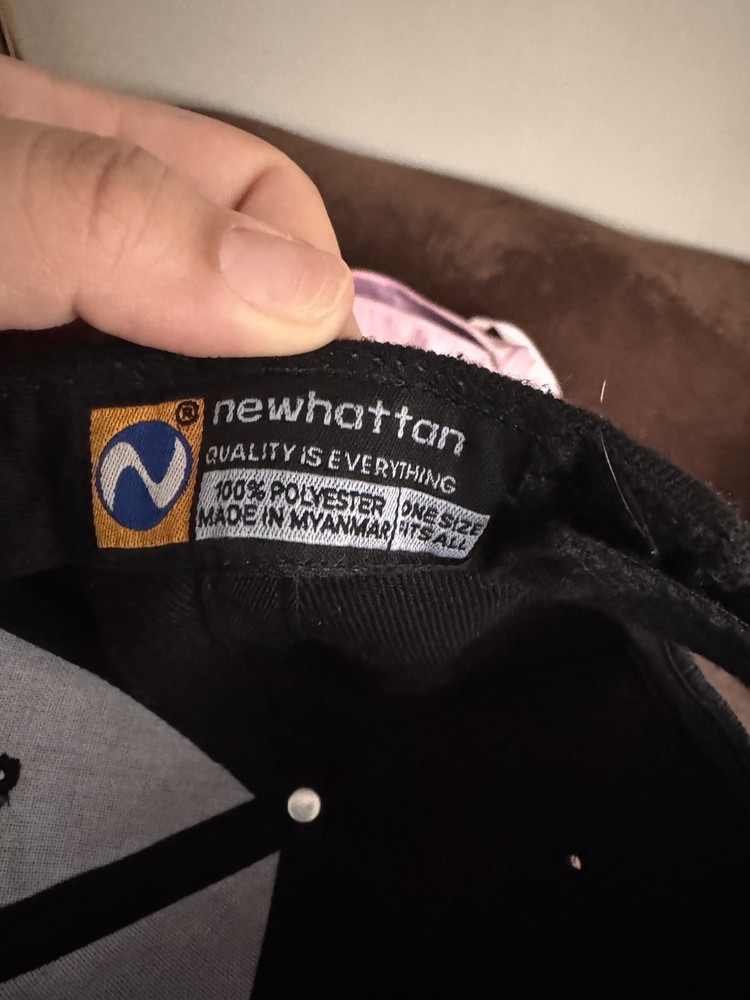 ® newhattan
QUALITY IS EVERYTHING
100% POLYESTER
MADE IN MYANMAR
ONE SIZE
FITS ALL